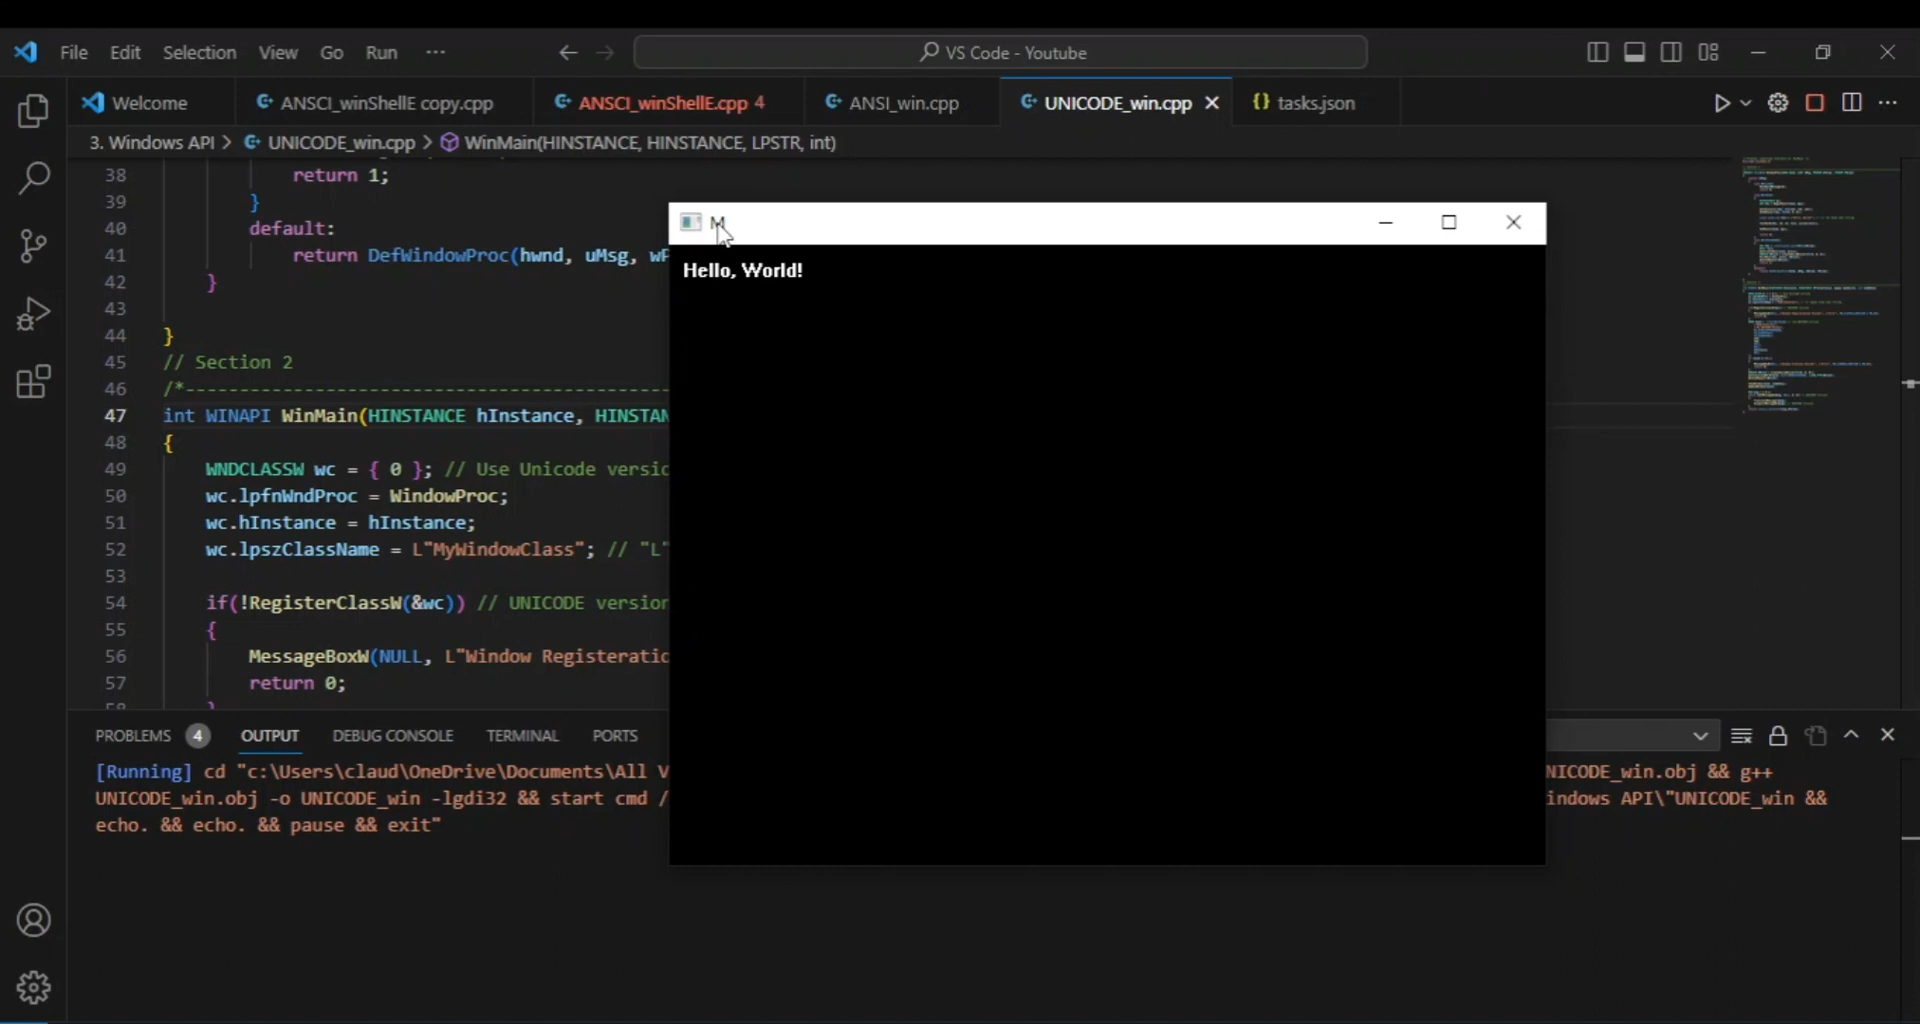 File Edit Selection View Go Run ... VS Code - Youtube
Welcome ANSCI_winShellE copy.cpp ANSCI_winShellE.cpp 4 ANSI_win.cpp UNICODE_win.cpp tasks.json
3. Windows API > UNICODE_win.cpp > WinMain(HINSTANCE, HINSTANCE, LPSTR, int)
38 return 1;
39 }
40 default:
41 return DefWindowProc(hwnd, uMsg, wP
42 }
43
44 }
45 // Section 2
46 /*---------------------------------------------
47 int WINAPI WinMain(HINSTANCE hInstance, HINSTAN
48 {
49 WNDCLASSW wc = { 0 }; // Use Unicode versio
50 wc.lpfnWndProc = WindowProc;
51 wc.hInstance = hInstance;
52 wc.lpszClassName = L"MyWindowClass"; // "L"
53
54 if(!RegisterClassW(&wc)) // UNICODE version
55 {
56 MessageBoxW(NULL, L"Window Registeratio
57 return 0;
58 }
M
Hello, World!
PROBLEMS 4 OUTPUT DEBUG CONSOLE TERMINAL PORTS
[Running] cd "c:\Users\claud\OneDrive\Documents\All V NICODE_win.obj && g++
UNICODE_win.obj -o UNICODE_win -lgdi32 && start cmd / indows API\"UNICODE_win &&
echo. && echo. && pause && exit"